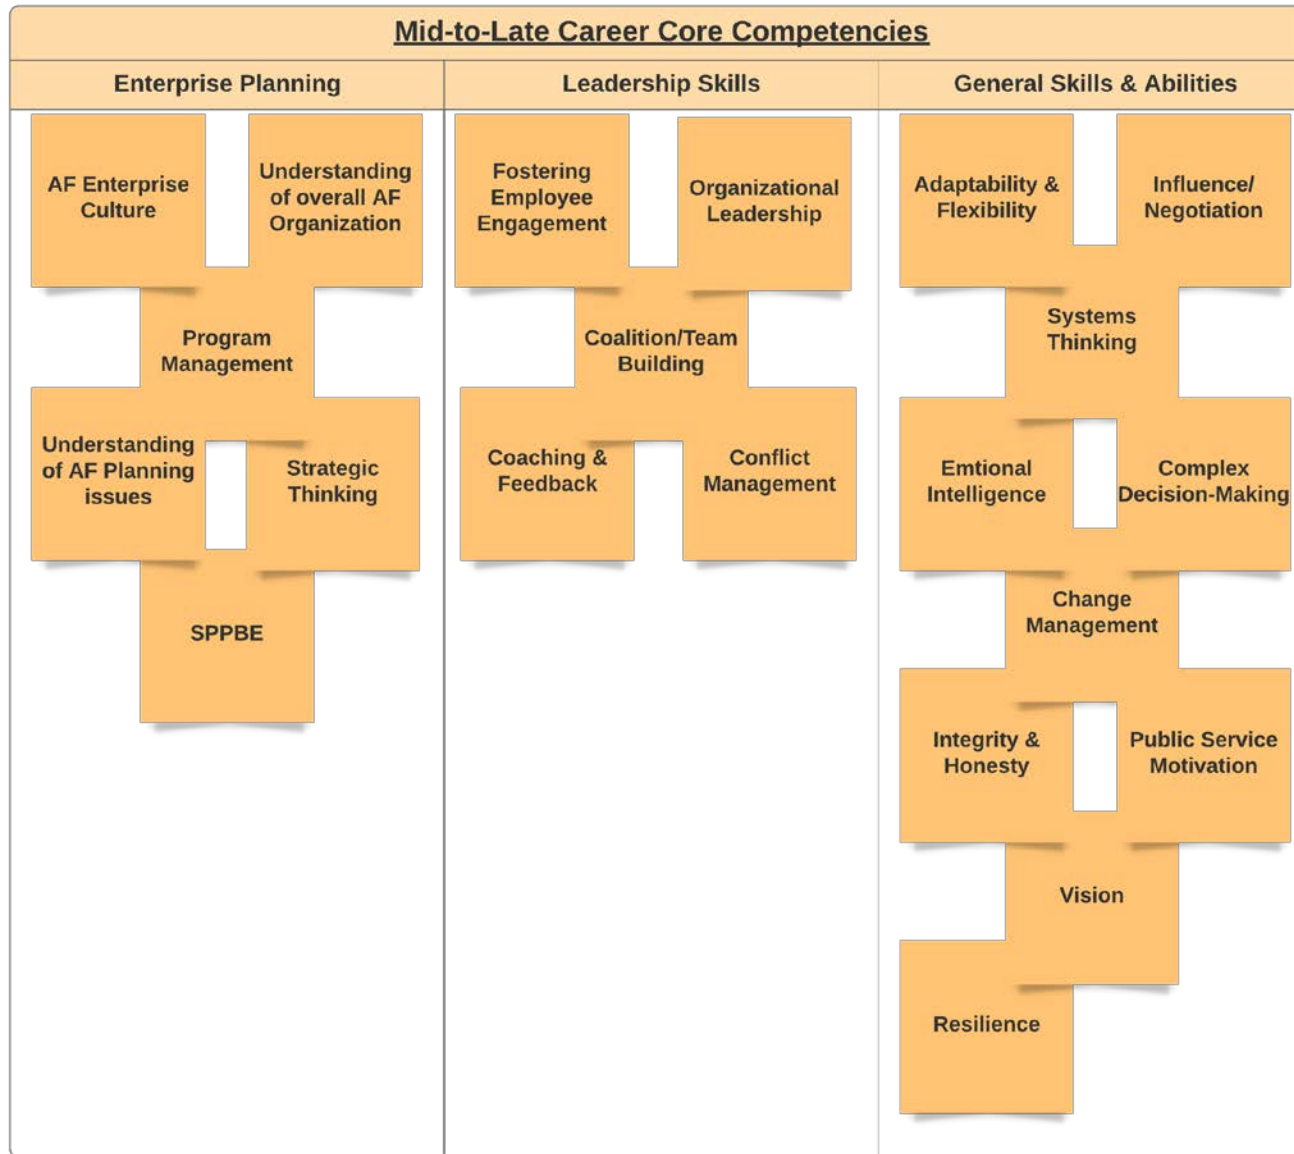 Mid-to-Late Career Core Competencies
Enterprise Planning
Leadership Skills
General Skills & Abilities
AF Enterprise
Culture
Understanding
of overall AF
Organization
Program
Management
Understanding
of AF Planning
issues
Strategic
Thinking
SPPBE
Fostering
Employee
Engagement
Organizational
Leadership
Coalition/Team
Building
Coaching &
Feedback
Conflict
Management
Adaptability &
Flexibility
Influence/
Negotiation
Systems
Thinking
Emtional
Intelligence
Complex
Decision-Making
Change
Management
Integrity &
Honesty
Public Service
Motivation
Vision
Resilience